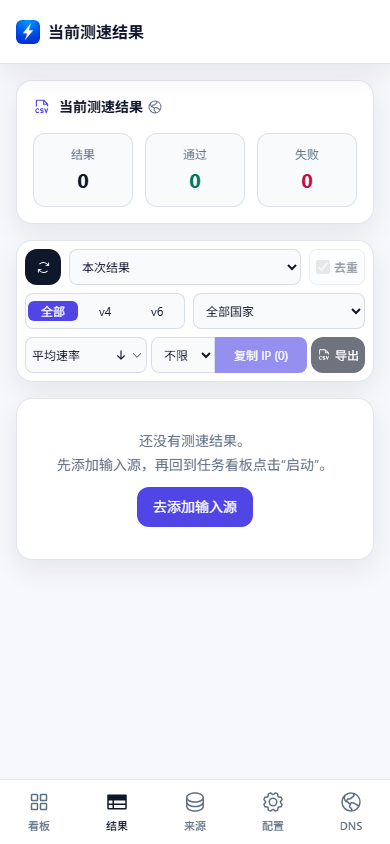 当前测速结果
CSV 当前测速结果
结果 通过 失败
0 0 0
本次结果 去重
全部 v4 v6 全部国家
平均速率 不限 复制 IP (0) CSV 导出
还没有测速结果。
先添加输入源，再回到任务看板点击“启动”。
去添加输入源
看板 结果 来源 配置 DNS